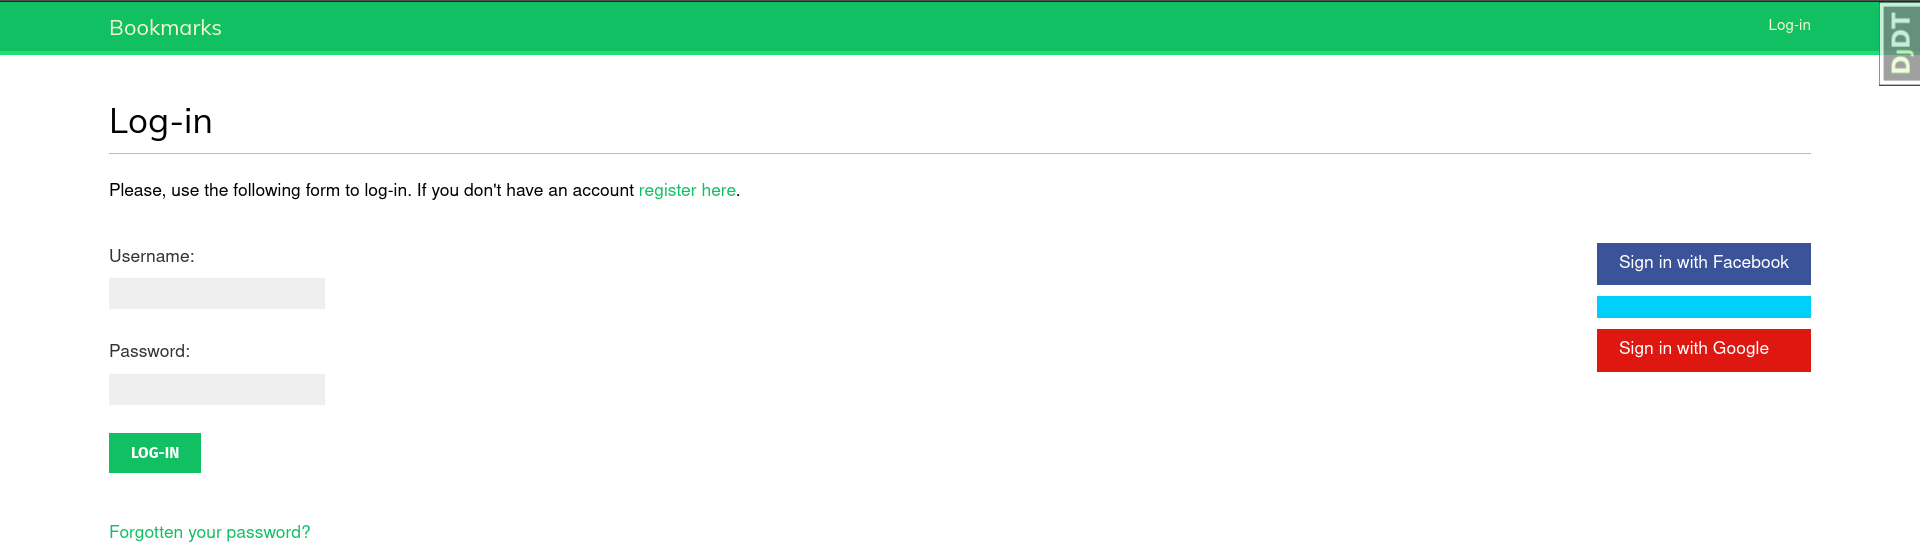 Bookmarks
Log-in
DjDT
Log-in
Please, use the following form to log-in. If you don't have an account register here.
Username:
Sign in with Facebook
Sign in with Google
Password:
LOG-IN
Forgotten your password?